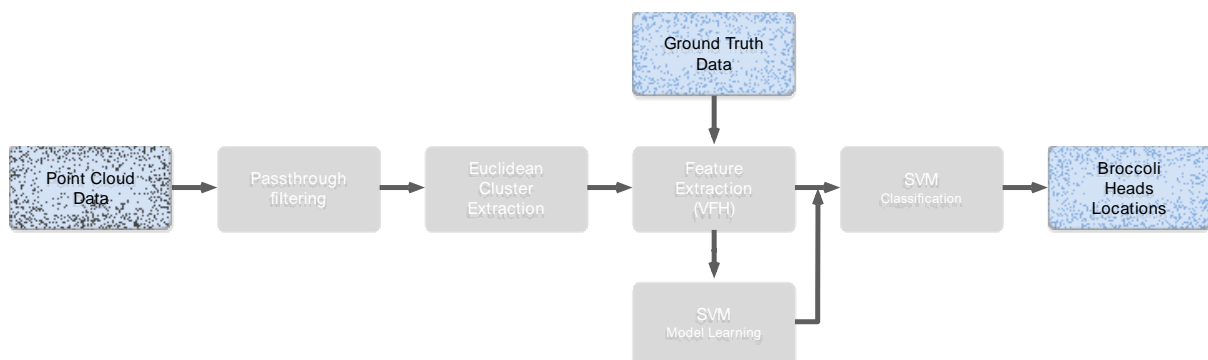 Ground Truth
Data
Point Cloud
Data
Passthrough
filtering
Euclidean
Cluster
Extraction
Feature
Extraction
(VFH)
SVM
Classification
Broccoli
Heads
Locations
SVM
Model Learning